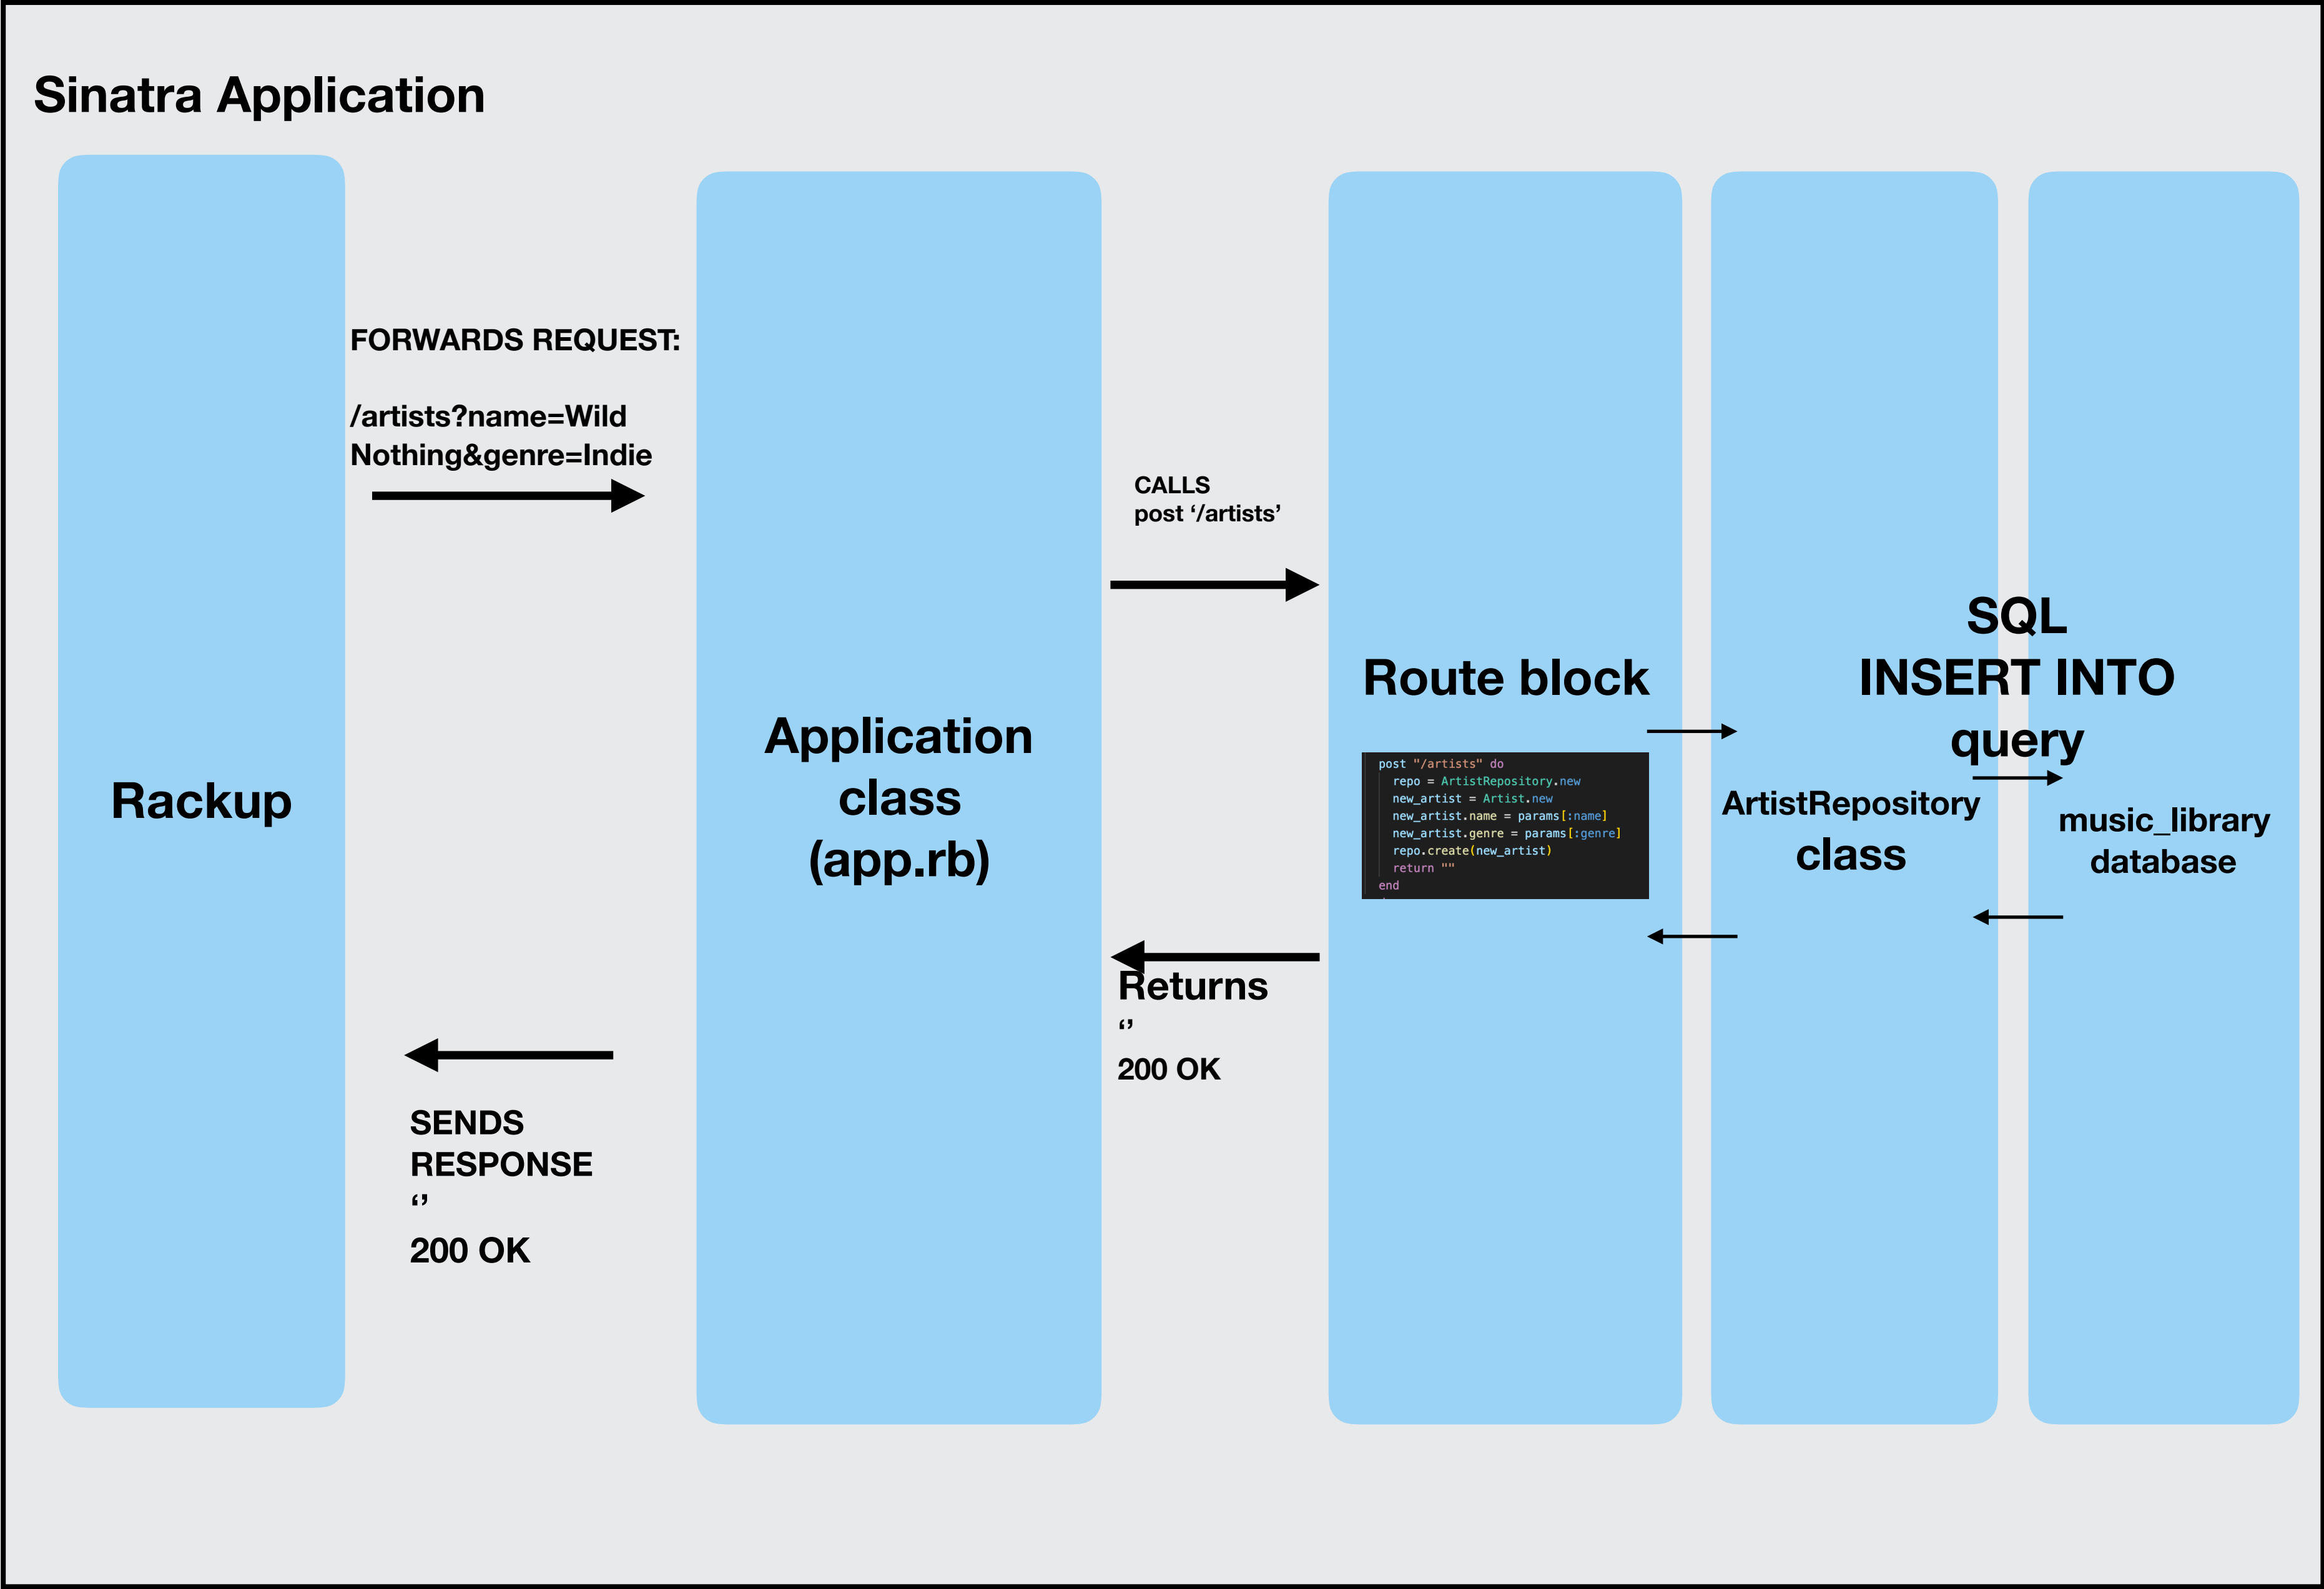 Sinatra Application
Rackup
FORWARDS REQUEST:
/artists?name=Wild
Nothing&genre=Indie
SENDS
RESPONSE
‘’
200 OK
Application
class
(app.rb)
CALLS
post ‘/artists’
Returns
‘’
200 OK
Route block
post "/artists" do
repo = ArtistRepository.new
new_artist = Artist.new
new_artist.name = params[:name]
new_artist.genre = params[:genre]
repo.create(new_artist)
return ""
end
SQL
INSERT INTO
query
ArtistRepository
class
music_library
database